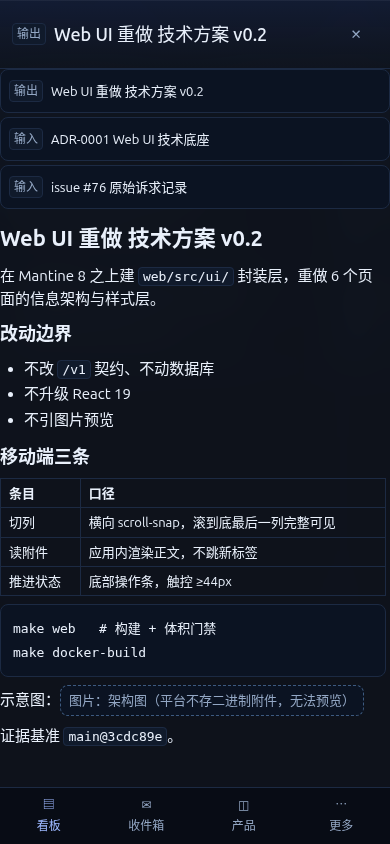 输出 Web UI 重做 技术方案 v0.2 ×
输出 Web UI 重做 技术方案 v0.2
输入 ADR-0001 Web UI 技术底座
输入 issue #76 原始诉求记录
Web UI 重做 技术方案 v0.2
在 Mantine 8 之上建 web/src/ui/ 封装层，重做 6 个页
面的信息架构与样式层。
改动边界
• 不改 /v1 契约、不动数据库
• 不升级 React 19
• 不引图片预览
移动端三条
条目 口径
切列 横向 scroll-snap，滚到底最后一列完整可见
读附件 应用内渲染正文，不跳新标签
推进状态 底部操作条，触控 ≥44px
make web   # 构建 + 体积门禁
make docker-build
示意图： 图片：架构图（平台不存二进制附件，无法预览）
证据基准 main@3cdc89e 。
看板 收件箱 产品 更多